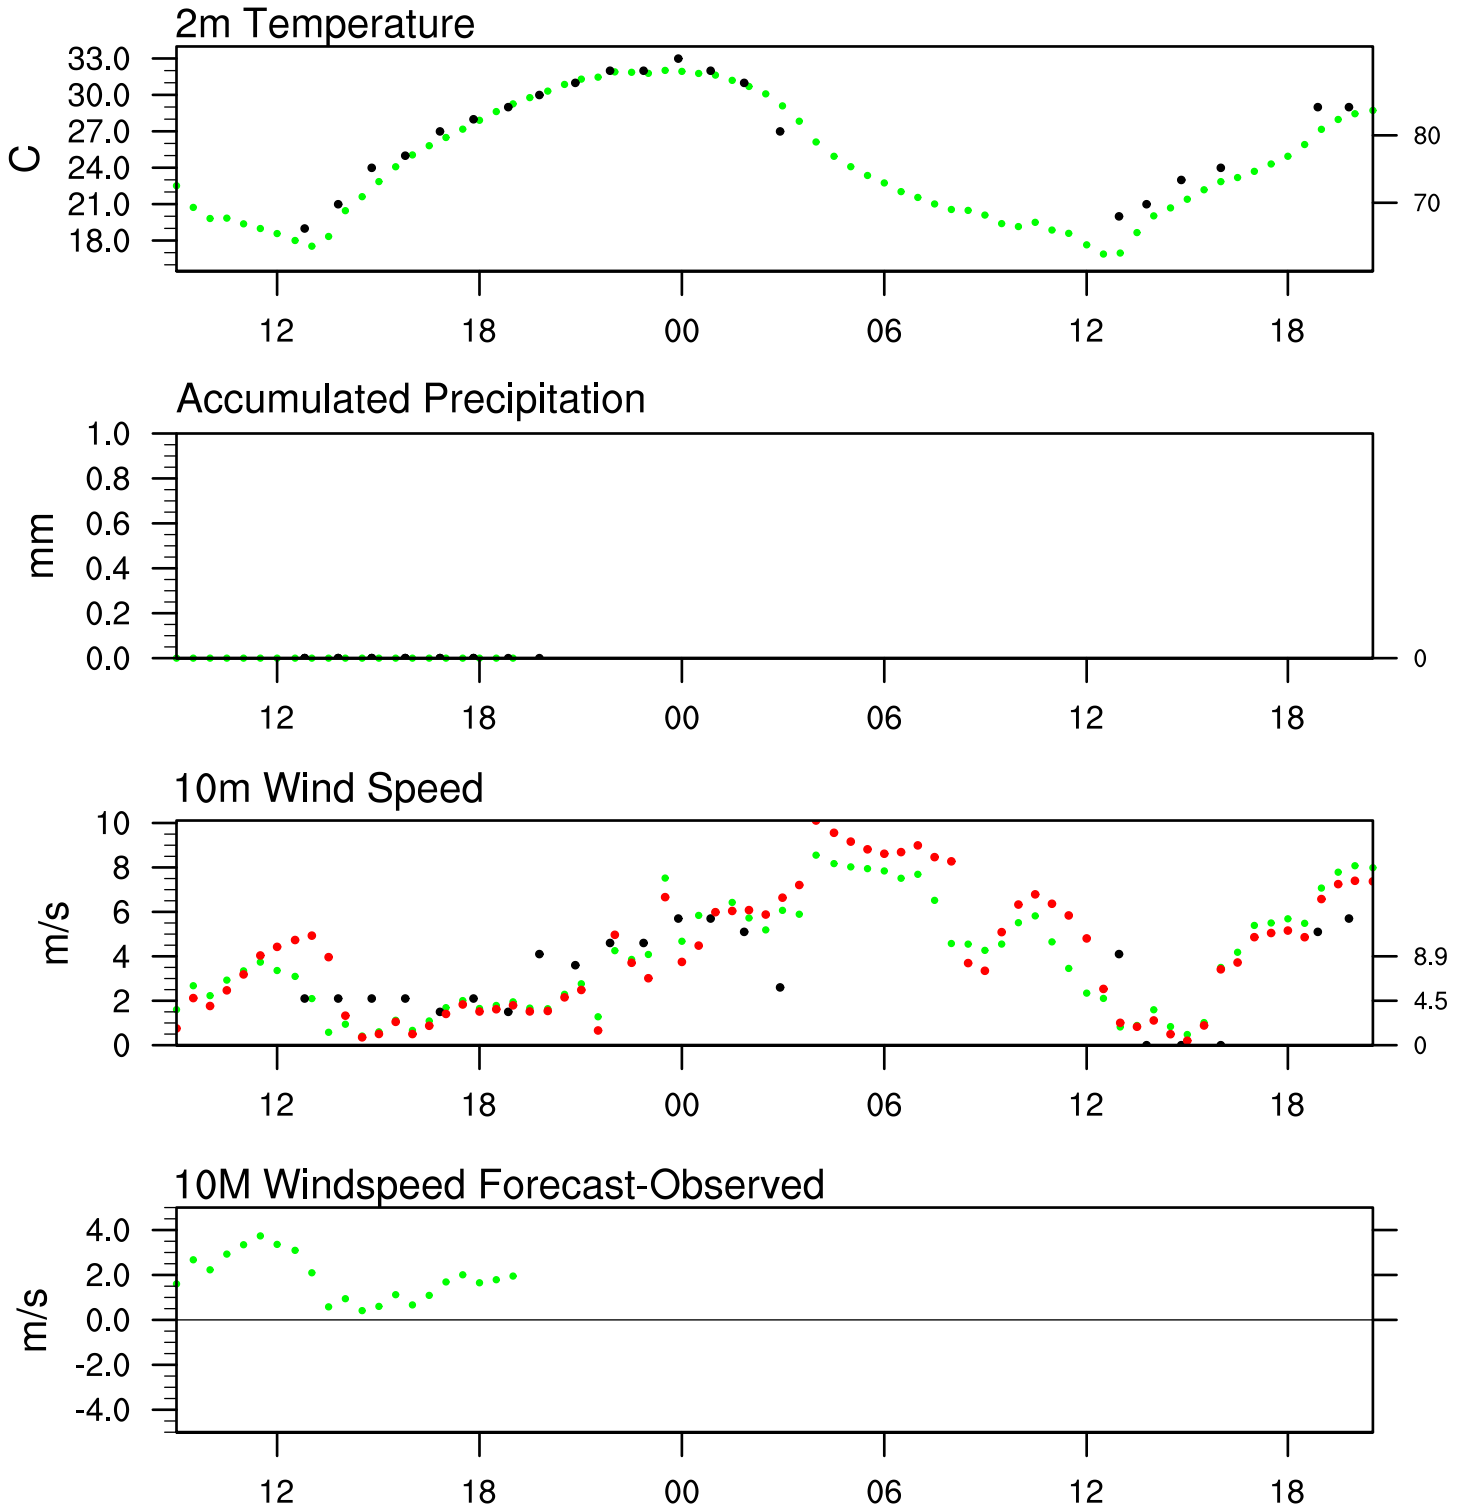 2m Temperature
33.0
30.0
27.0
24.0
21.0
18.0
C
80
70
12 18 00 06 12 18
Accumulated Precipitation
1.0
0.8
0.6
0.4
0.2
0.0
mm
0
12 18 00 06 12 18
10m Wind Speed
10
8
6
4
2
0
m/s
8.9
4.5
0
12 18 00 06 12 18
10M Windspeed Forecast-Observed
4.0
2.0
0.0
-2.0
-4.0
m/s
12 18 00 06 12 18